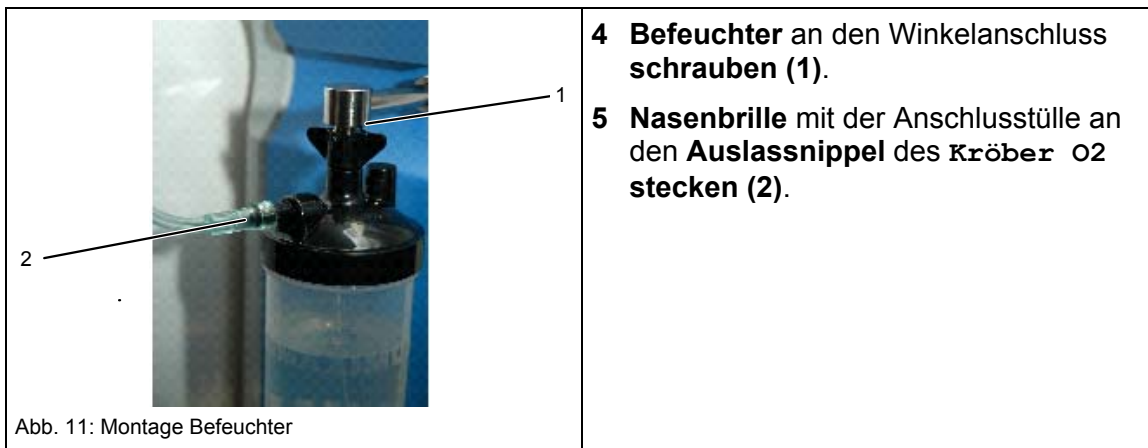 1
2
Abb. 11: Montage Befeuchter
4 Befeuchter an den Winkelanschluss
schrauben (1).
5 Nasenbrille mit der Anschlusstülle an
den Auslassnippel des Kröber O2
stecken (2).